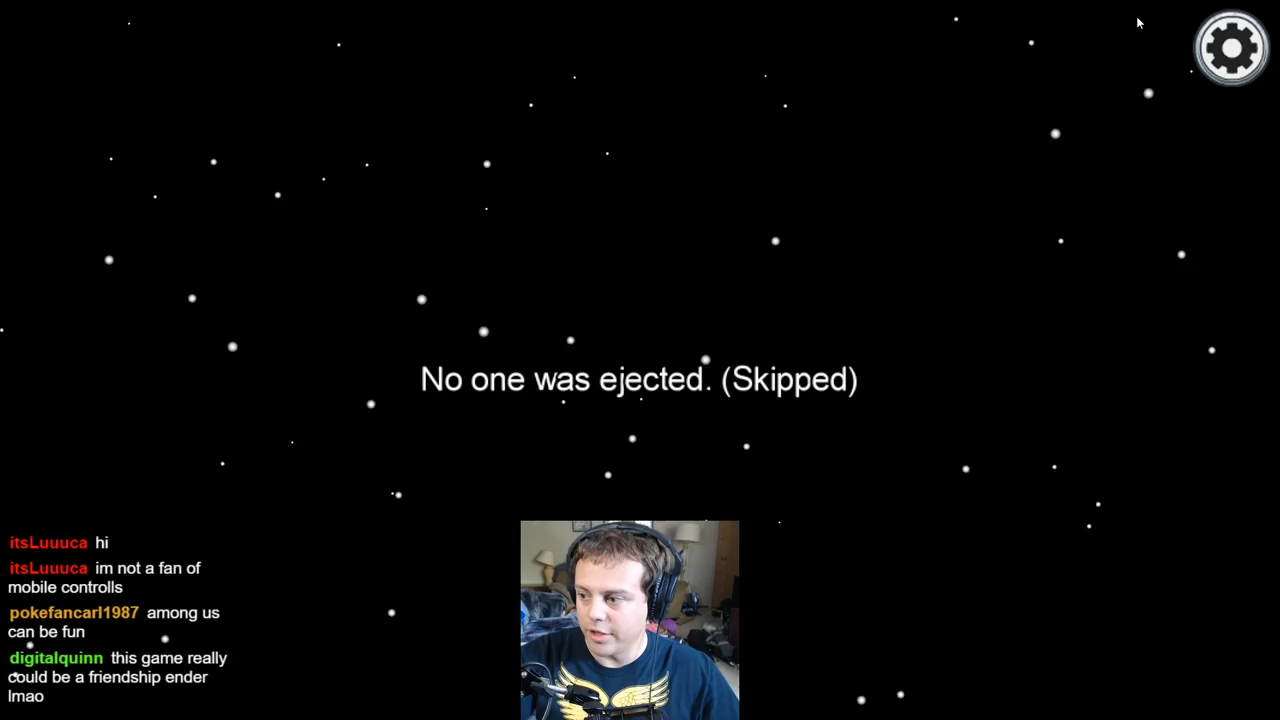 No one was ejected. (Skipped)
itsLuuuca hi
itsLuuuca im not a fan of
mobile controlls
pokefancarl1987 among us
can be fun
digitalquinn this game really
could be a friendship ender
lmao